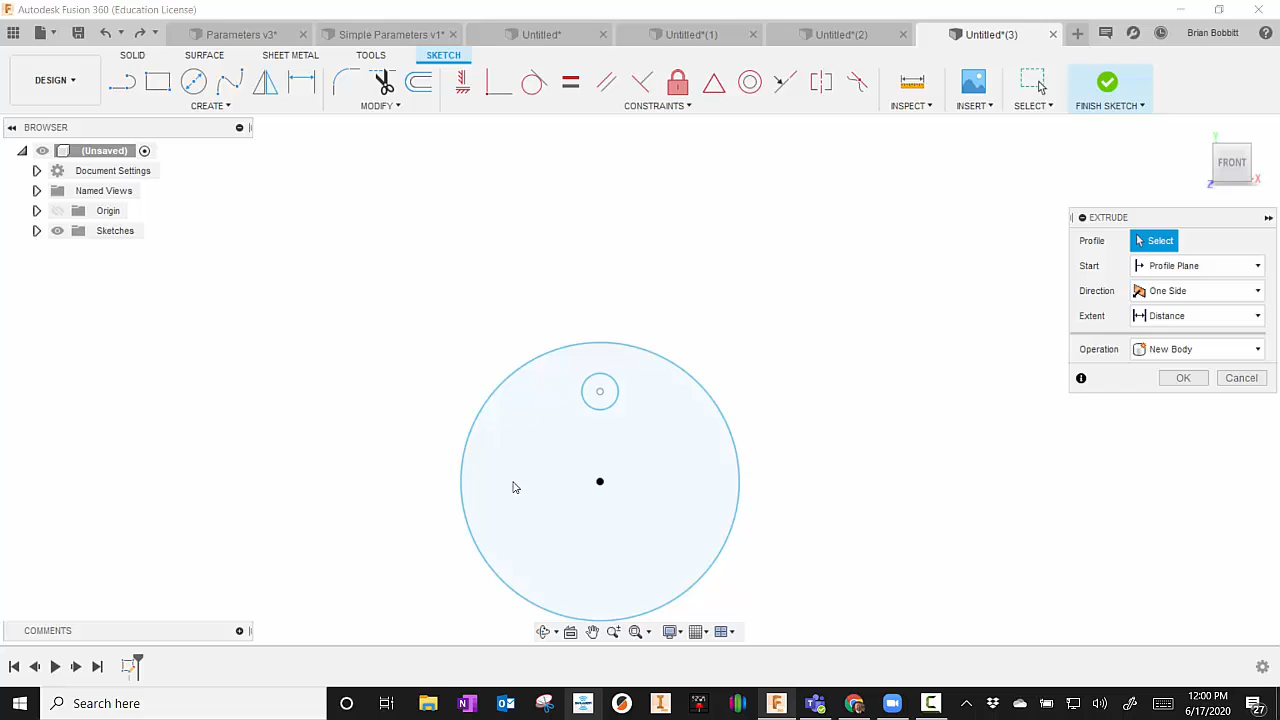 Autodesk Fusion 360 (Education License)
Parameters v3* Simple Parameters v1* Untitled* Untitled*(1) Untitled*(2) Untitled*(3) Brian Bobbitt
SOLID SURFACE SHEET METAL TOOLS SKETCH
DESIGN
CREATE MODIFY CONSTRAINTS INSPECT INSERT SELECT FINISH SKETCH
BROWSER
(Unsaved)
Document Settings
Named Views
Origin
Sketches
Y
FRONT
Z X
EXTRUDE
Profile Select
Start Profile Plane
Direction One Side
Extent Distance
Operation New Body
OK Cancel
COMMENTS
Search here
12:00 PM
6/17/2020
27